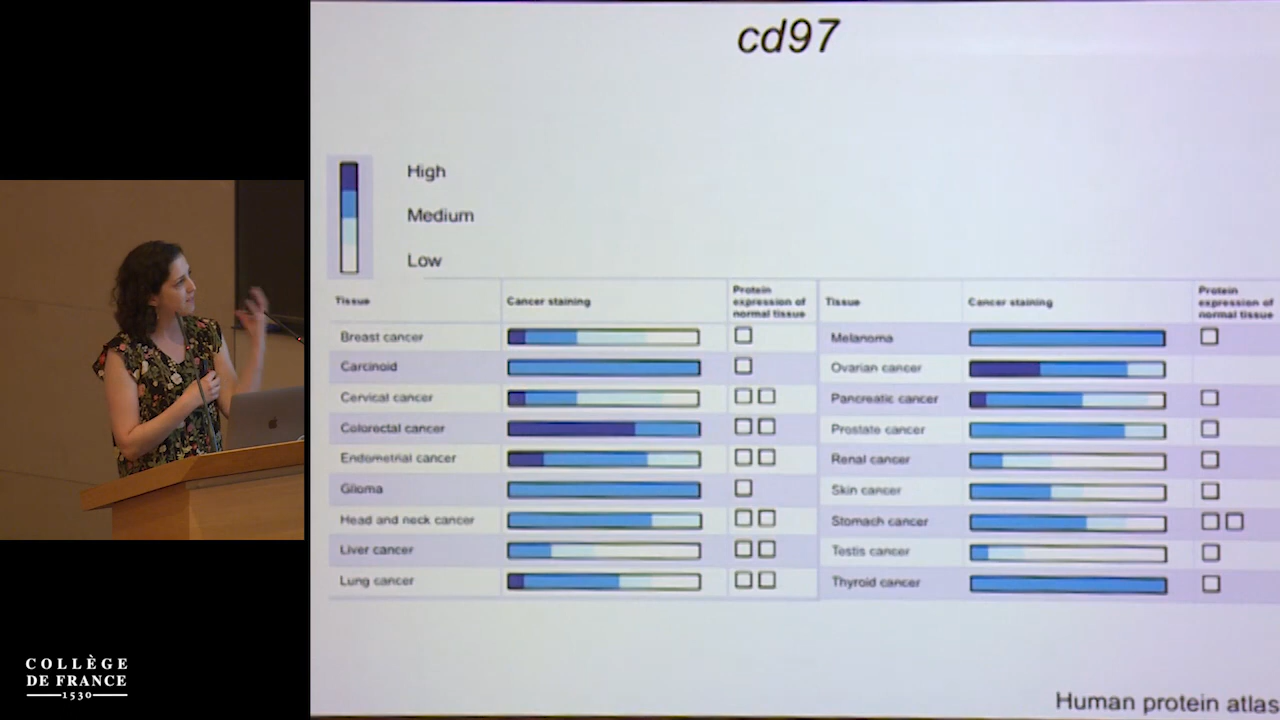 cd97
High
Medium
Low
Tissue Cancer staining Protein expression of normal tissue Tissue Cancer staining Protein expression of normal tissue
Breast cancer Melanoma
Carcinoid Ovarian cancer
Cervical cancer Pancreatic cancer
Colorectal cancer Prostate cancer
Endometrial cancer Renal cancer
Glioma Skin cancer
Head and neck cancer Stomach cancer
Liver cancer Testis cancer
Lung cancer Thyroid cancer
COLLÈGE
DE FRANCE
1530
Human protein atlas